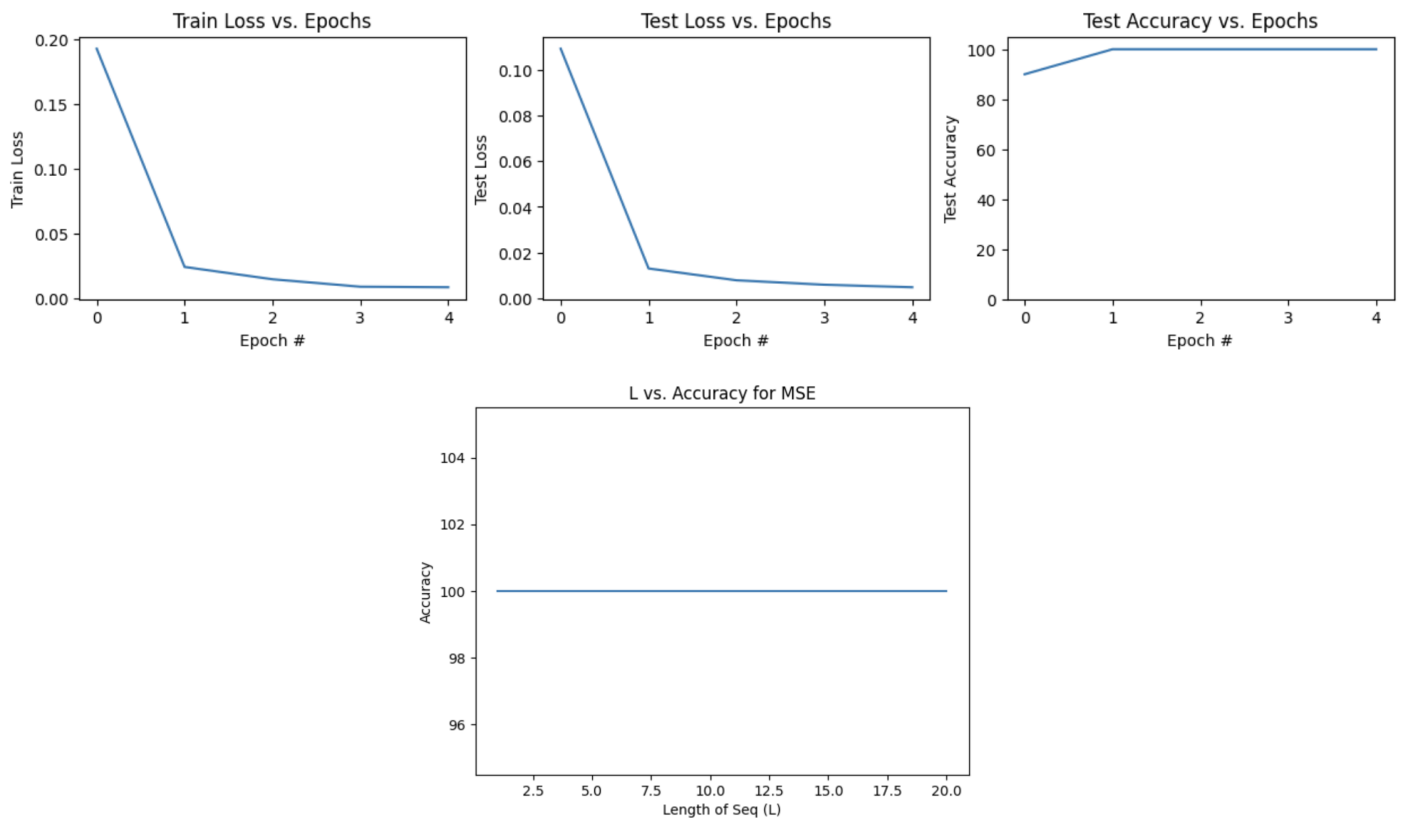 Train Loss vs. Epochs
Train Loss
0.20
0.15
0.10
0.05
0.00
0 1 2 3 4
Epoch #
Test Loss vs. Epochs
Test Loss
0.10
0.08
0.06
0.04
0.02
0.00
0 1 2 3 4
Epoch #
Test Accuracy vs. Epochs
Test Accuracy
100
80
60
40
20
0
0 1 2 3 4
Epoch #
L vs. Accuracy for MSE
Accuracy
104
102
100
98
96
2.5 5.0 7.5 10.0 12.5 15.0 17.5 20.0
Length of Seq (L)